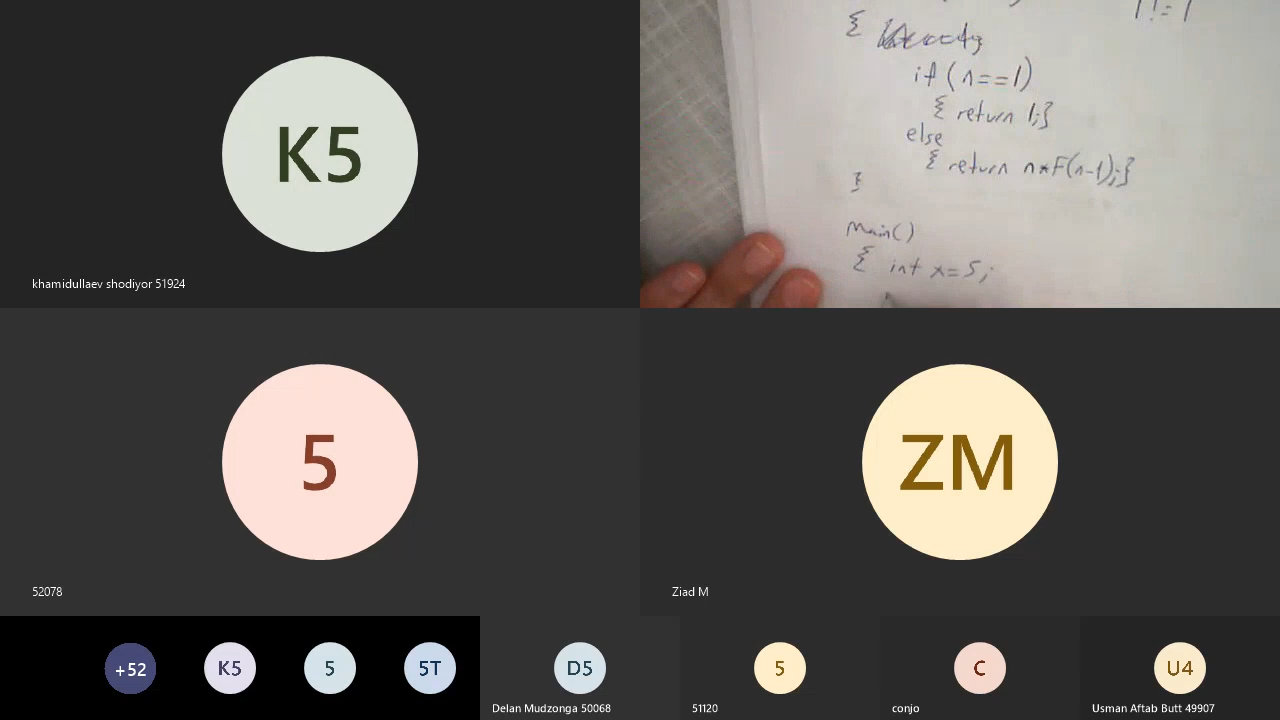 K5
khamidullaev shodiyor 51924
1!=1
{
if (n==1)
{ return 1;}
else
{ return n*F(n-1);}
}
main()
{ int x=5;
5
52078
ZM
Ziad M
+52
K5
5
5T
D5
Delan Mudzonga 50068
5
51120
C
conjo
U4
Usman Aftab Butt 49907